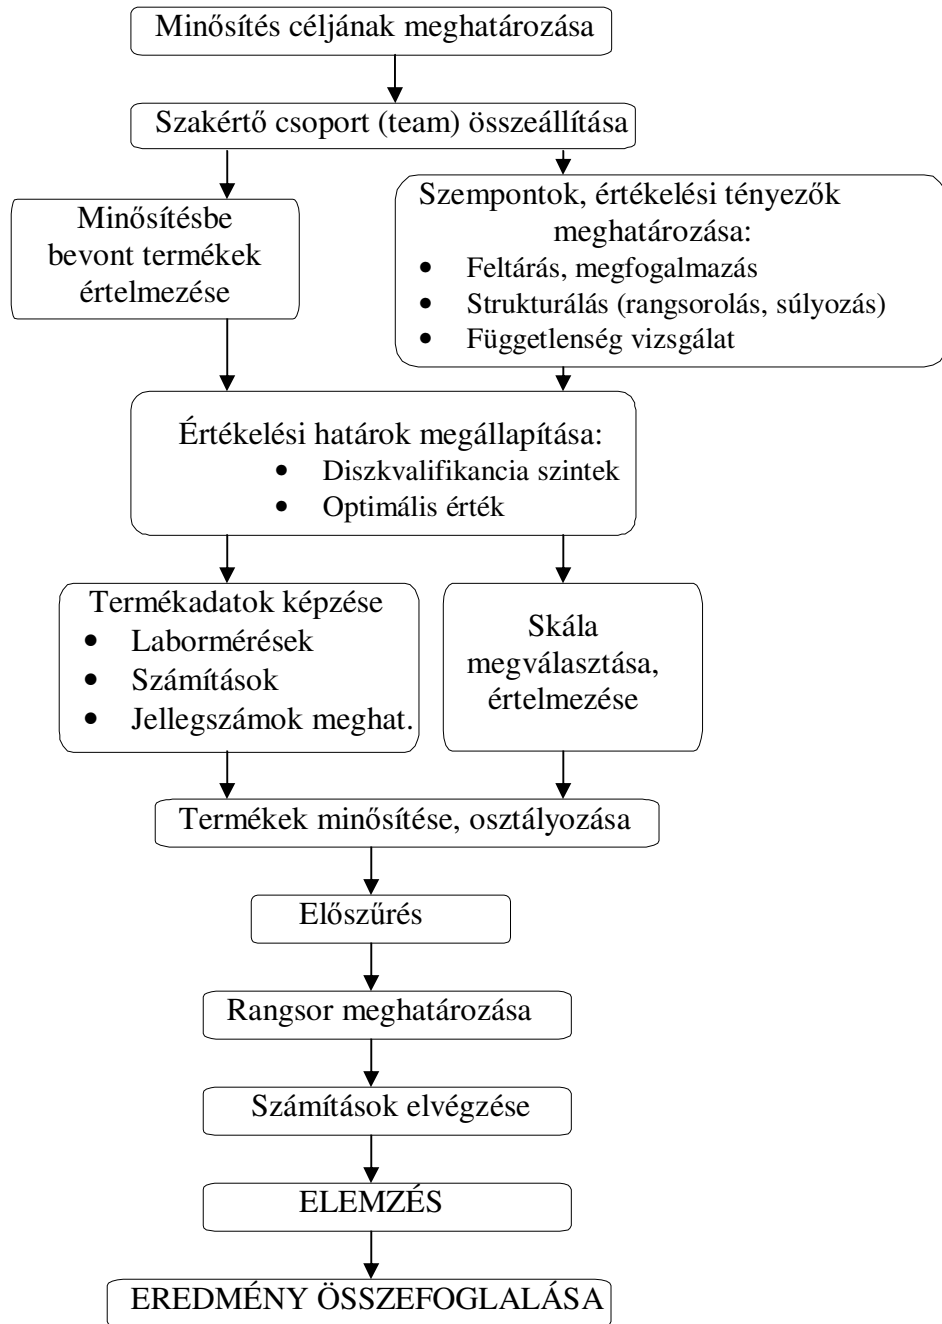 Minősítés céljának meghatározása
Szakértő csoport (team) összeállítása
Minősítésbe
bevont termékek
értelmezése
Szempontok, értékelési tényezők
meghatározása:
• Feltárás, megfogalmazás
• Strukturálás (rangsorolás, súlyozás)
• Függetlenség vizsgálat
Értékelési határok megállapítása:
• Diszkvalifikancia szintek
• Optimális érték
Termékadatok képzése
• Labormérések
• Számítások
• Jellegszámok meghat.
Skála
megválasztása,
értelmezése
Termékek minősítése, osztályozása
Előszűrés
Rangsor meghatározása
Számítások elvégzése
ELEMZÉS
EREDMÉNY ÖSSZEFOGLALÁSA